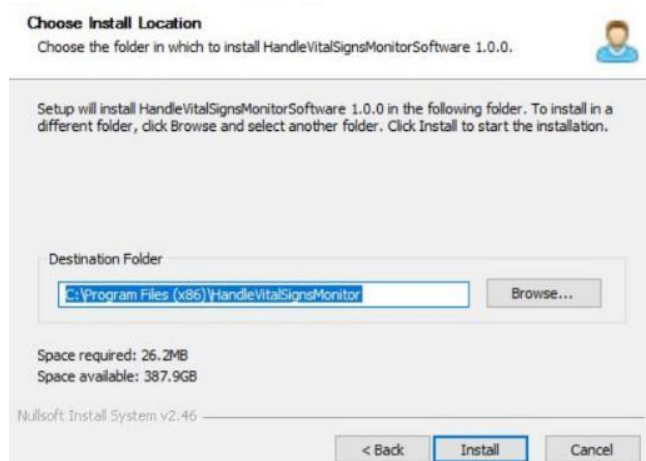 Choose Install Location
Choose the folder in which to install HandleVitalSignsMonitorSoftware 1.0.0.
Setup will install HandleVitalSignsMonitorSoftware 1.0.0 in the following folder. To install in a
different folder, click Browse and select another folder. Click Install to start the installation.
Destination Folder
C:\Program Files (x86)\HandleVitalSignsMonitor
Browse...
Space required: 26.2MB
Space available: 387.9GB
Nullsoft Install System v2.46
< Back
Install
Cancel